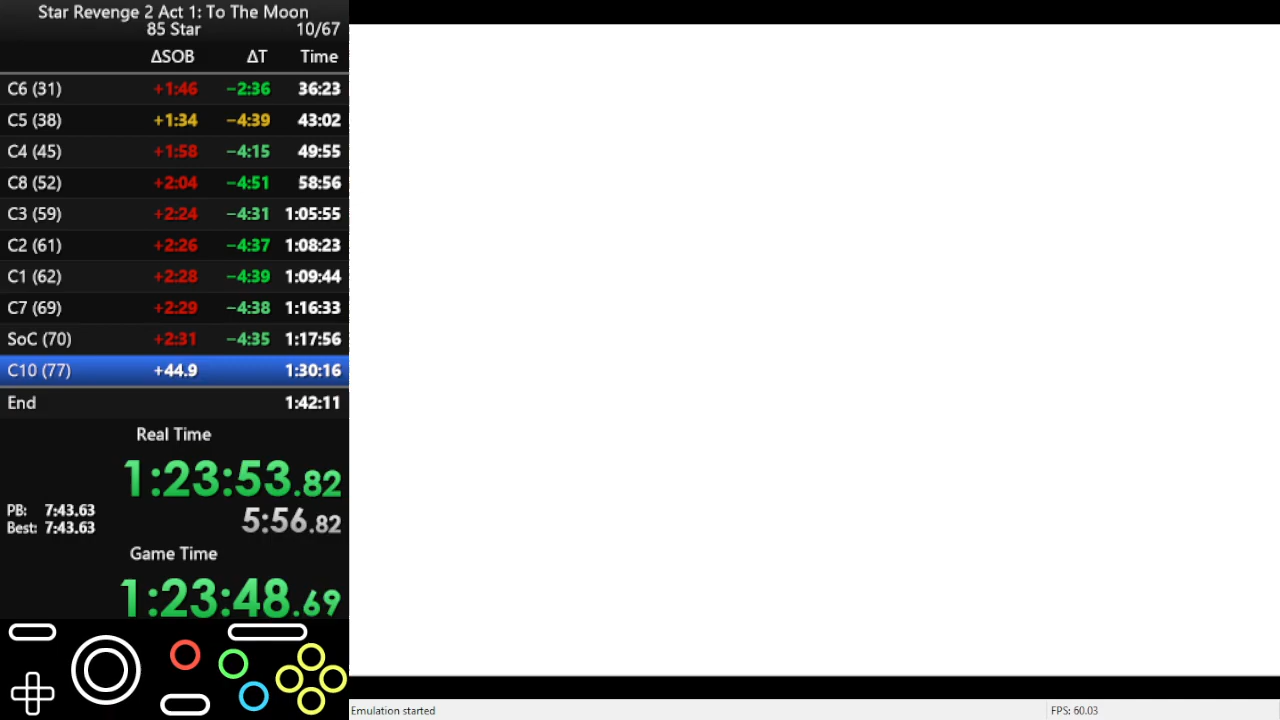 Star Revenge 2 Act 1: To The Moon
85 Star 10/67
ΔSOB ΔT Time
C6 (31) +1:46 −2:36 36:23
C5 (38) +1:34 −4:39 43:02
C4 (45) +1:58 −4:15 49:55
C8 (52) +2:04 −4:51 58:56
C3 (59) +2:24 −4:31 1:05:55
C2 (61) +2:26 −4:37 1:08:23
C1 (62) +2:28 −4:39 1:09:44
C7 (69) +2:29 −4:38 1:16:33
SoC (70) +2:31 −4:35 1:17:56
C10 (77) +44.9 1:30:16
End 1:42:11
Real Time
1:23:53.82
PB: 7:43.63
Best: 7:43.63
5:56.82
Game Time
1:23:48.69
Emulation started FPS: 60.03